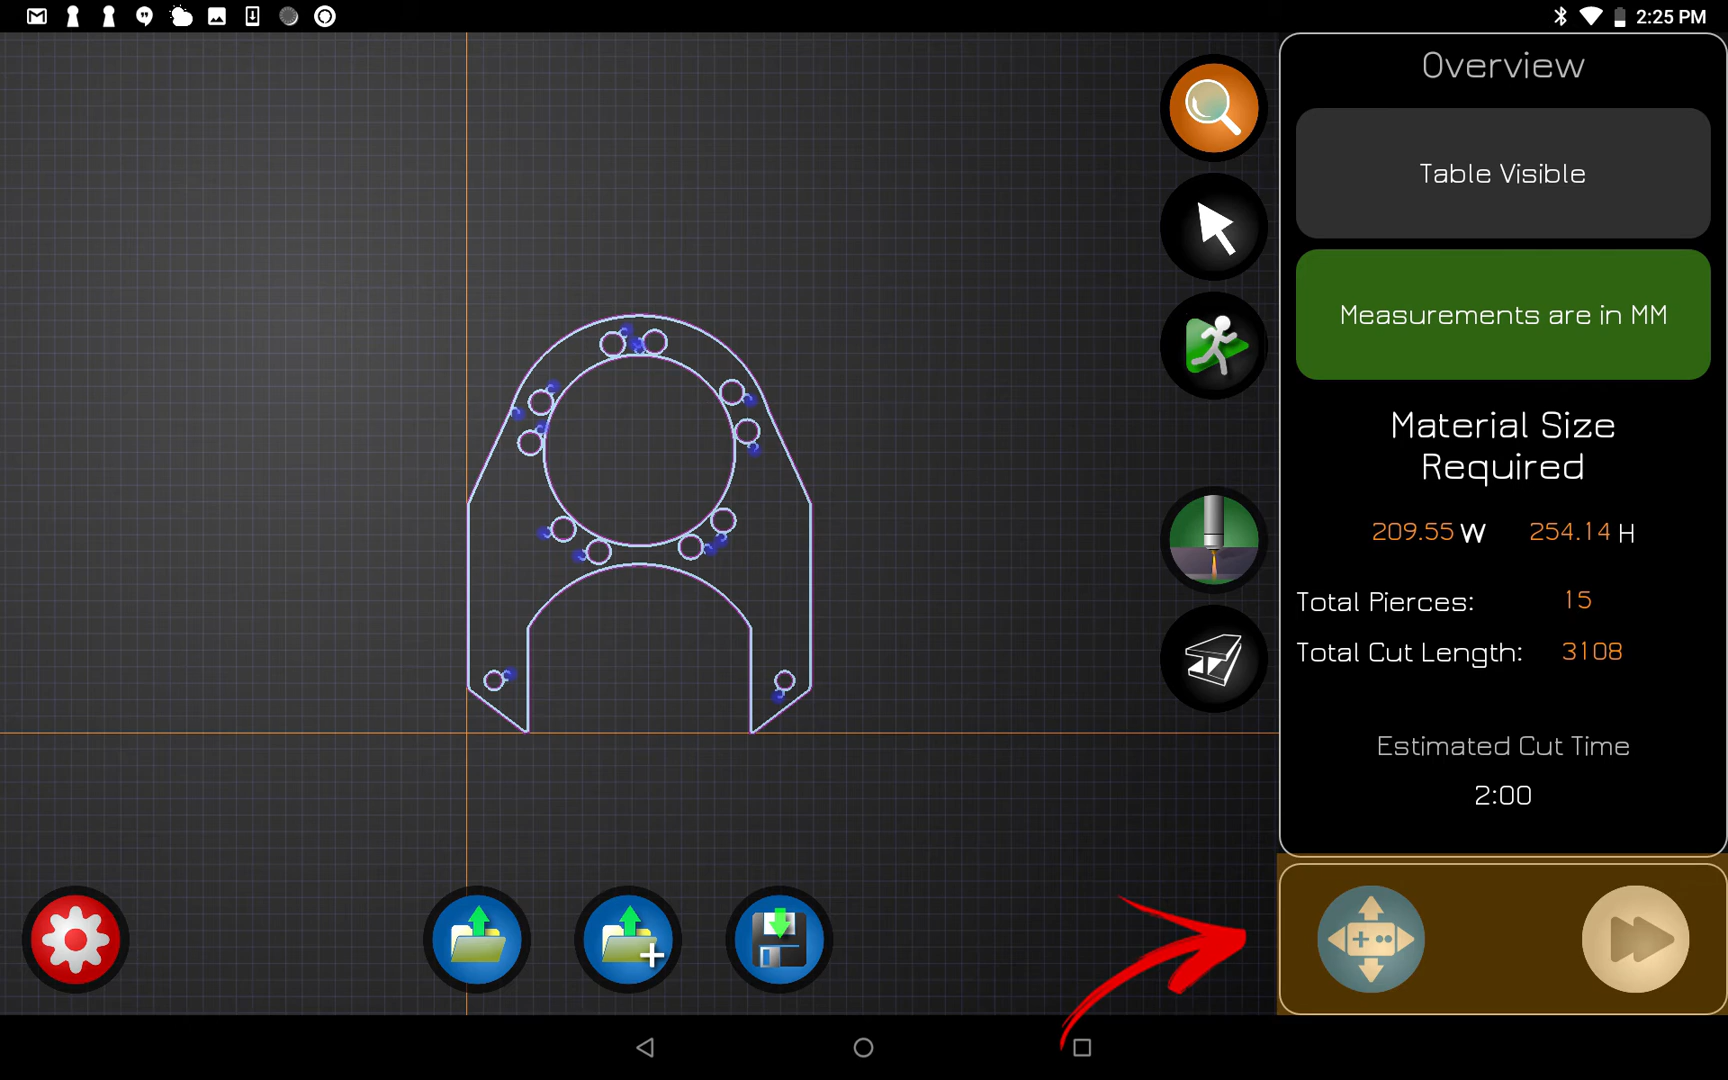 2:25 PM
Overview
Table Visible
Measurements are in MM
Material Size
Required
209.55 W 254.14 H
Total Pierces: 15
Total Cut Length: 3108
Estimated Cut Time
2:00